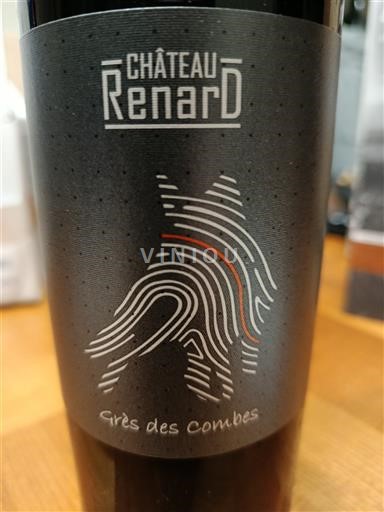 CHÂTEAU
RenarD
VINIOU
Grès des Combes